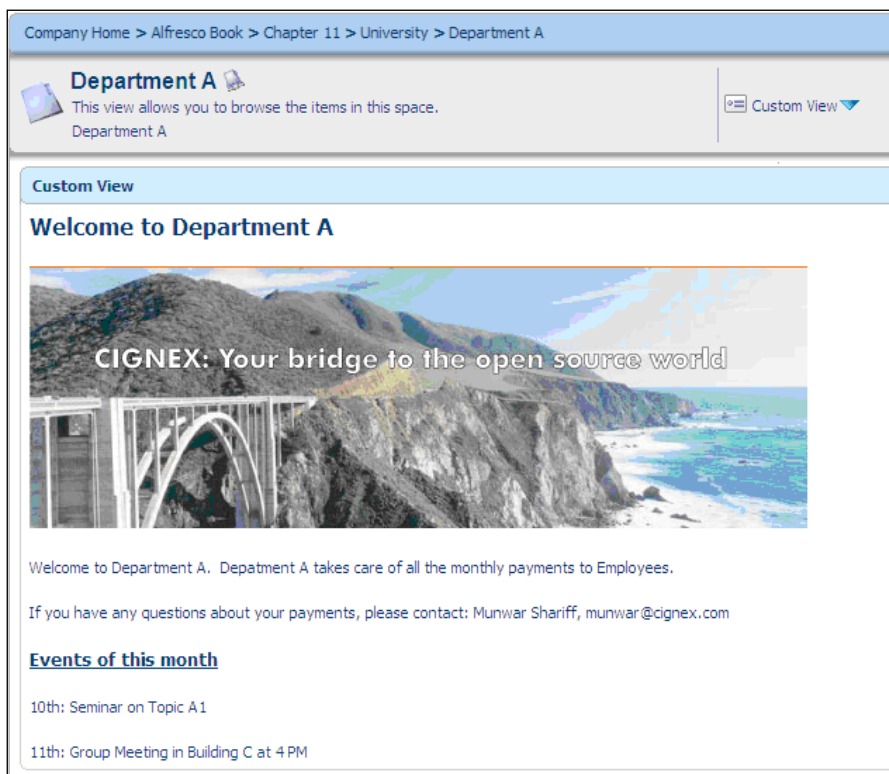 Company Home > Alfresco Book > Chapter 11 > University > Department A
Department A
This view allows you to browse the items in this space.
Department A
Custom View
Custom View
Welcome to Department A
CIGNEX: Your bridge to the open source world
Welcome to Department A.  Depatment A takes care of all the monthly payments to Employees.
If you have any questions about your payments, please contact: Munwar Shariff, munwar@cignex.com
Events of this month
10th: Seminar on Topic A1
11th: Group Meeting in Building C at 4 PM